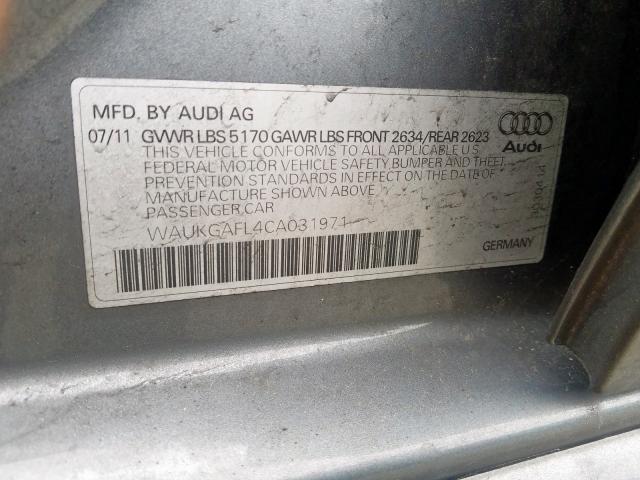 MFD. BY AUDI AG
07/11 GVWR LBS 5170 GAWR LBS FRONT 2634/REAR 2623
THIS VEHICLE CONFORMS TO ALL APPLICABLE U.S.
FEDERAL MOTOR VEHICLE SAFETY BUMPER AND THEFT
PREVENTION STANDARDS IN EFFECT ON THE DATE OF
MANUFACTURE SHOWN ABOVE.
PASSENGER CAR
WAUKGAFL4CA031971
Audi
GERMANY